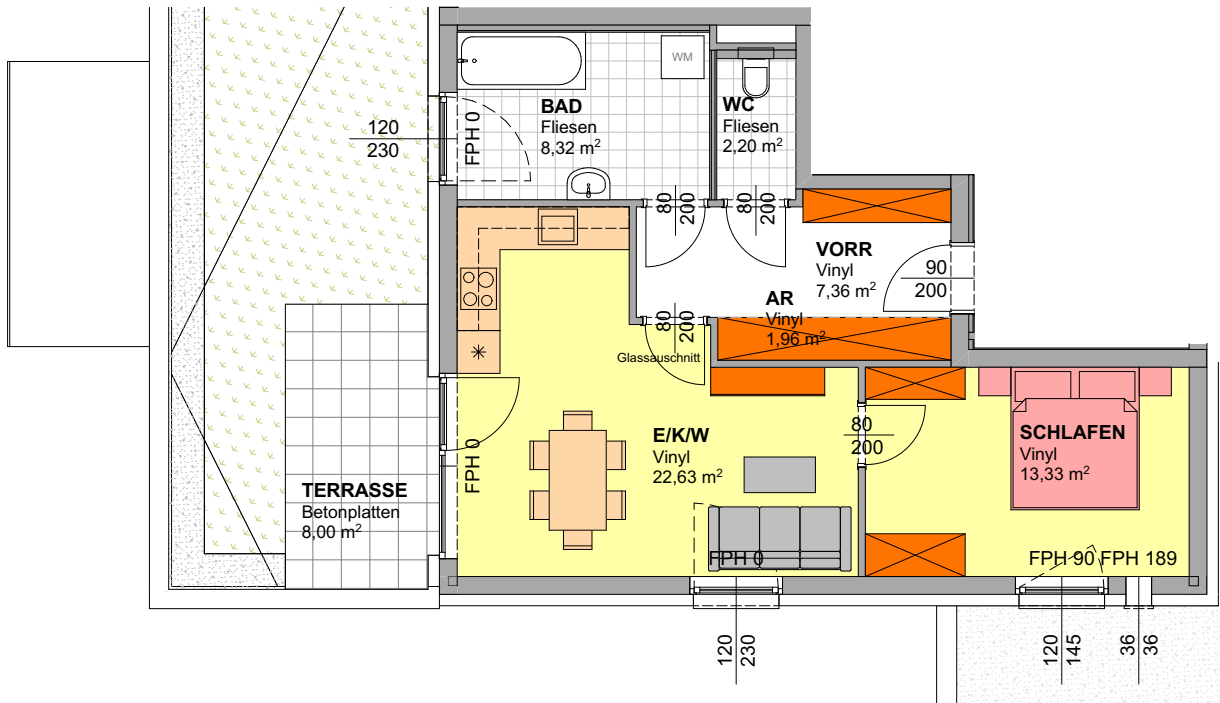 WM
BAD
Fliesen
8,32 m²
WC
Fliesen
2,20 m²
120
230
FPH 0
80
200
80
200
VORR
Vinyl
7,36 m²
90
200
AR
Vinyl
1,96 m²
80
200
Glassauschnitt
E/K/W
Vinyl
22,63 m²
80
200
SCHLAFEN
Vinyl
13,33 m²
FPH 0
TERRASSE
Betonplatten
8,00 m²
FPH 0
FPH 90 FPH 189
120
230
120
145
36
36